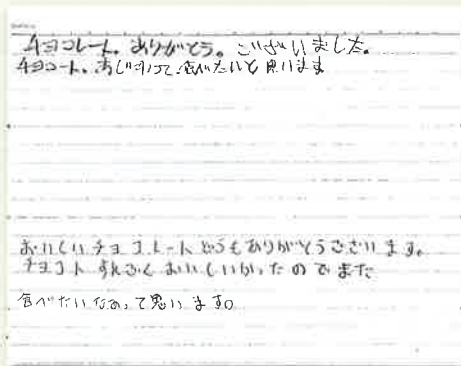 チョコレート。ありがとう。ございました。
チョコート、あじわって食べたいと思います
おいしいチョコレートどうもありがとうございます。
チョコト すんごく おいしいかったのでまた
食べたいなあって思います。